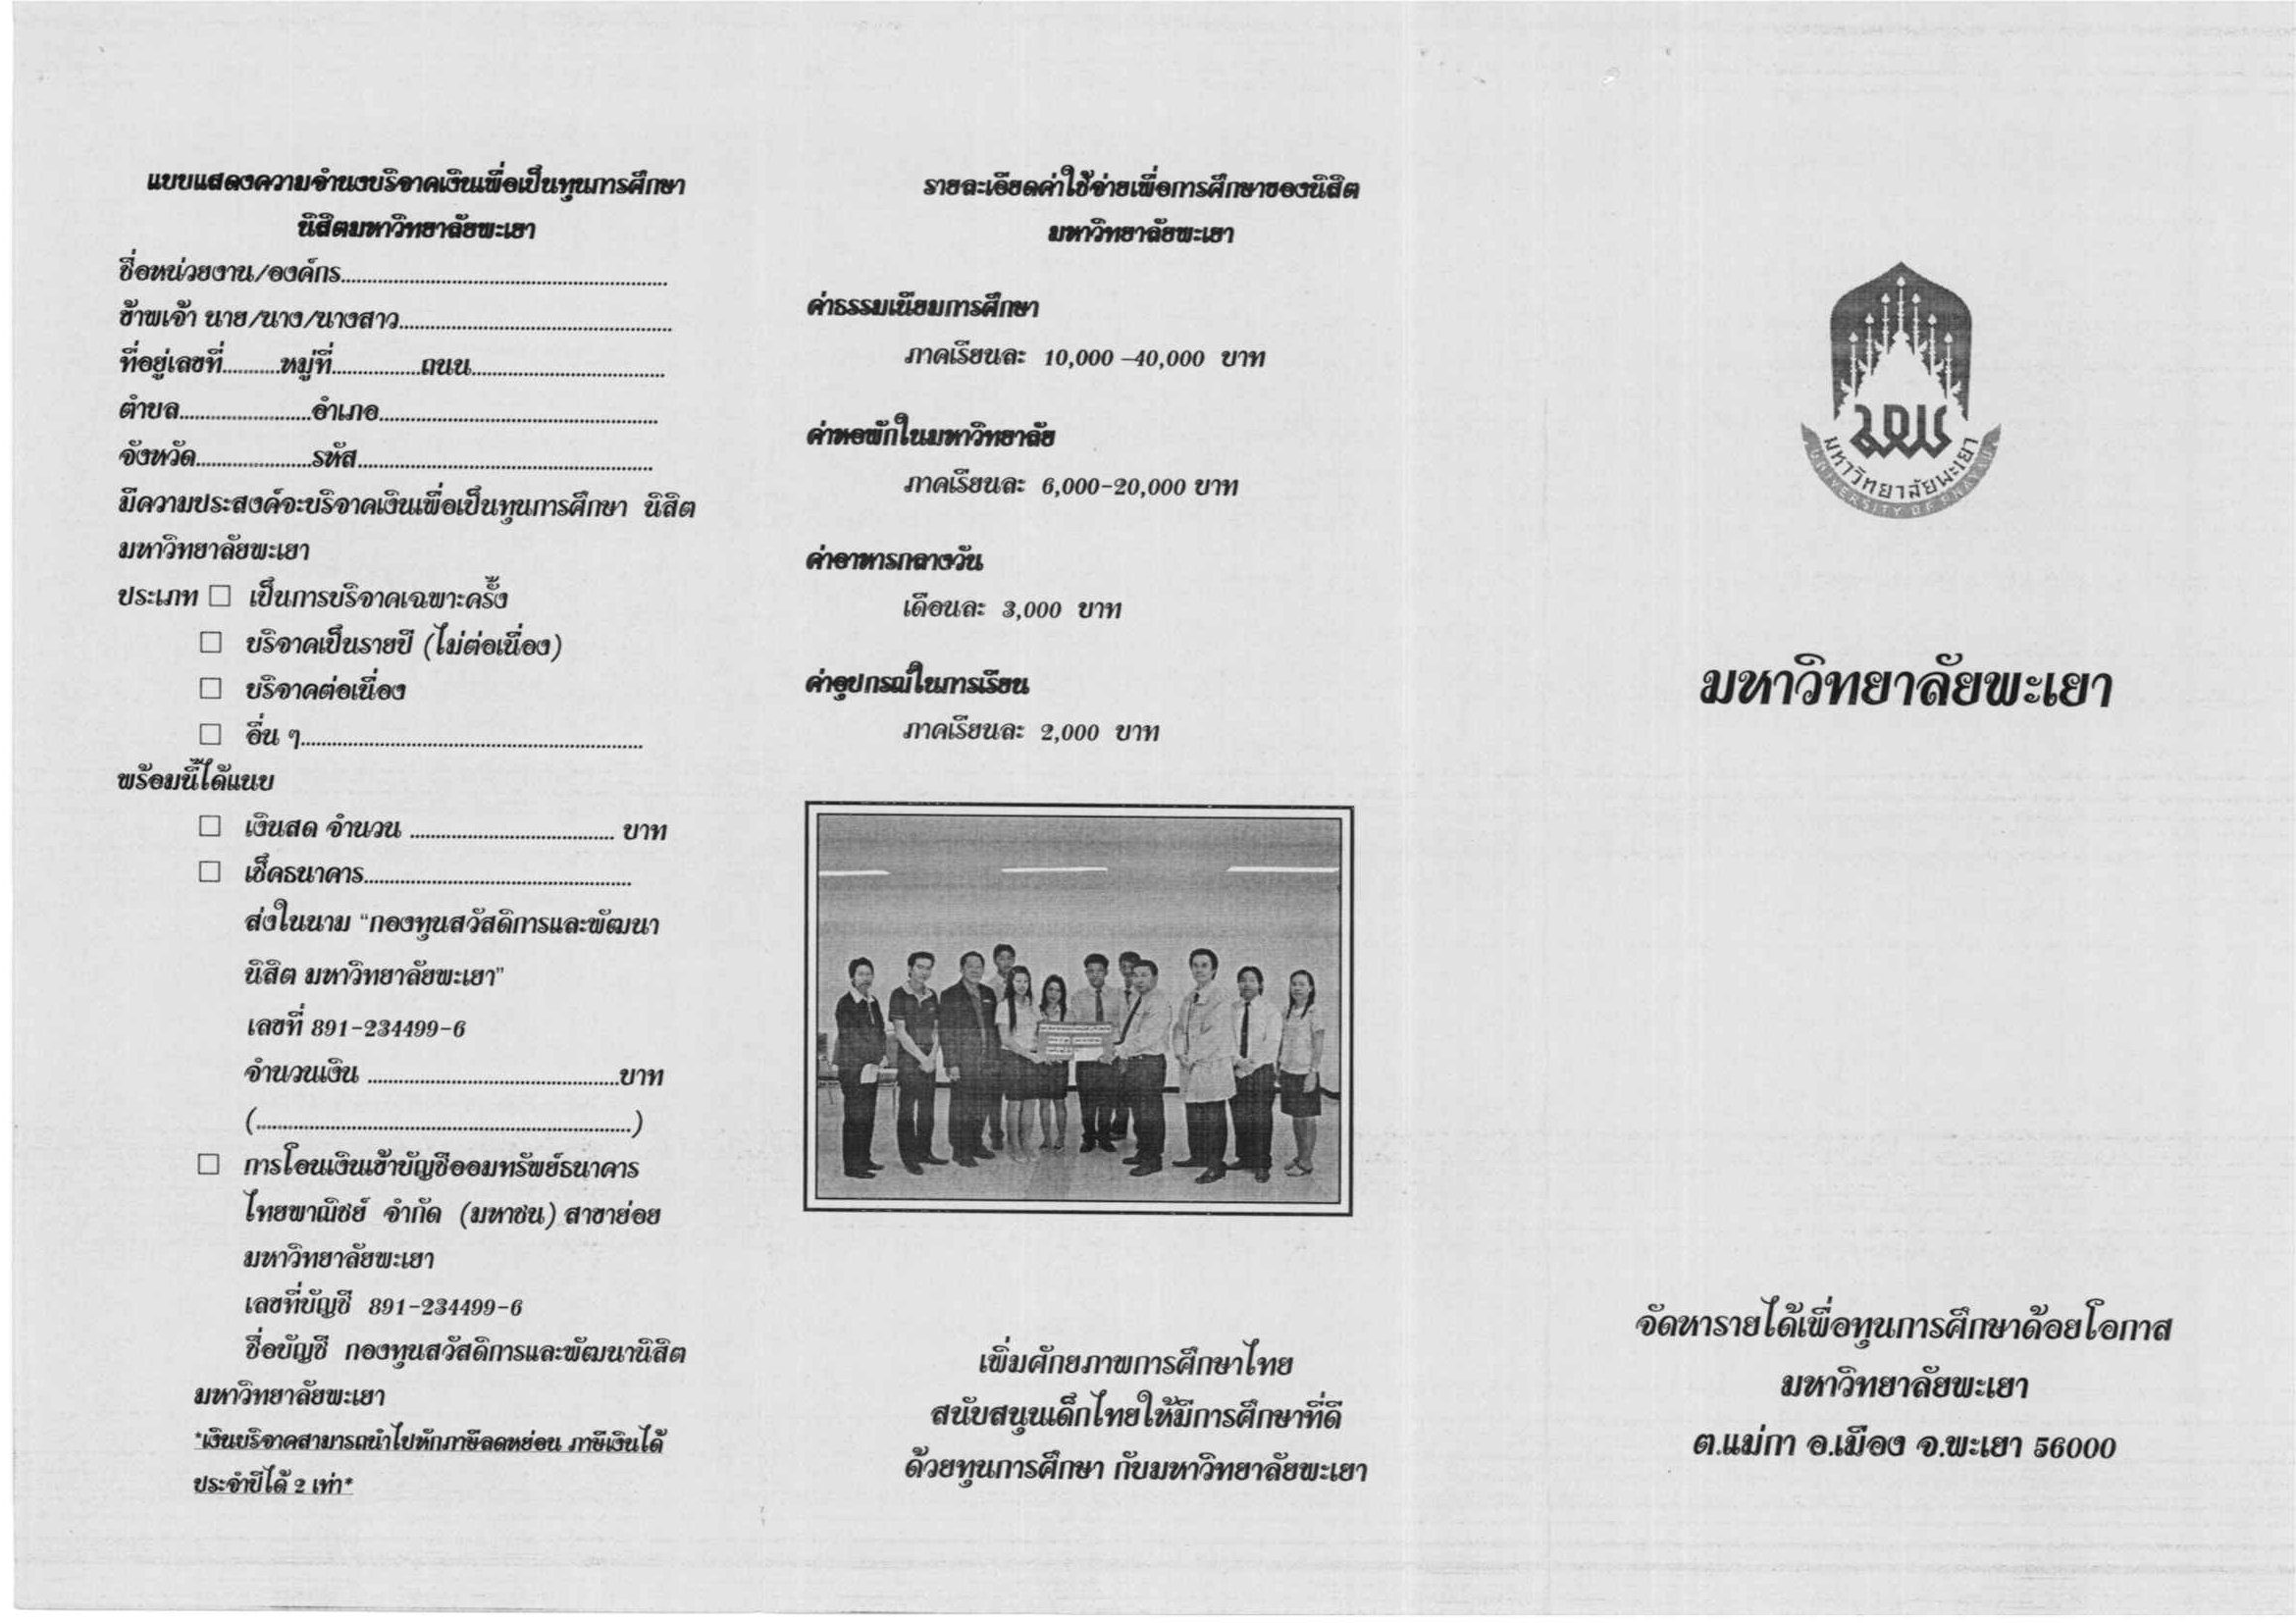 แบบแสดงความจำนงบริจาคเงินเพื่อเป็นทุนการศึกษา
นิสิตมหาวิทยาลัยพะเยา
ชื่อหน่วยงาน/องค์กร..............................................................
ข้าพเจ้า นาย/นาง/นางสาว....................................................
ที่อยู่เลขที่...........หมู่ที่.................ถนน.....................................
ตำบล.........................อำเภอ.....................................................
จังหวัด......................รหัส........................................................
มีความประสงค์จะบริจาคเงินเพื่อเป็นทุนการศึกษา นิสิต
มหาวิทยาลัยพะเยา
ประเภท ☐ เป็นการบริจาคเฉพาะครั้ง
☐ บริจาคเป็นรายปี (ไม่ต่อเนื่อง)
☐ บริจาคต่อเนื่อง
☐ อื่น ๆ.................................................................
พร้อมนี้ได้แนบ
☐ เงินสด จำนวน ....................................... บาท
☐ เช็คธนาคาร...................................................
ส่งในนาม “กองทุนสวัสดิการและพัฒนา
นิสิต มหาวิทยาลัยพะเยา”
เลขที่ 891-234499-6
จำนวนเงิน ................................................บาท
(........................................................................)
☐ การโอนเงินเข้าบัญชีออมทรัพย์ธนาคาร
ไทยพาณิชย์ จำกัด (มหาชน) สาขาย่อย
มหาวิทยาลัยพะเยา
เลขที่บัญชี 891-234499-6
ชื่อบัญชี กองทุนสวัสดิการและพัฒนานิสิต
มหาวิทยาลัยพะเยา
*เงินบริจาคสามารถนำไปหักภาษีลดหย่อน ภาษีเงินได้
ประจำปีได้ 2 เท่า*
รายละเอียดค่าใช้จ่ายเพื่อการศึกษาของนิสิต
มหาวิทยาลัยพะเยา
ค่าธรรมเนียมการศึกษา
ภาคเรียนละ 10,000 –40,000 บาท
ค่าหอพักในมหาวิทยาลัย
ภาคเรียนละ 6,000-20,000 บาท
ค่าอาหารกลางวัน
เดือนละ 3,000 บาท
ค่าอุปกรณ์ในการเรียน
ภาคเรียนละ 2,000 บาท
เพิ่มศักยภาพการศึกษาไทย
สนับสนุนเด็กไทยให้มีการศึกษาที่ดี
ด้วยทุนการศึกษา กับมหาวิทยาลัยพะเยา
มพย
มหาวิทยาลัยพะเยา
UNIVERSITY OF PHAYAO
มหาวิทยาลัยพะเยา
จัดหารายได้เพื่อทุนการศึกษาด้อยโอกาส
มหาวิทยาลัยพะเยา
ต.แม่กา อ.เมือง จ.พะเยา 56000